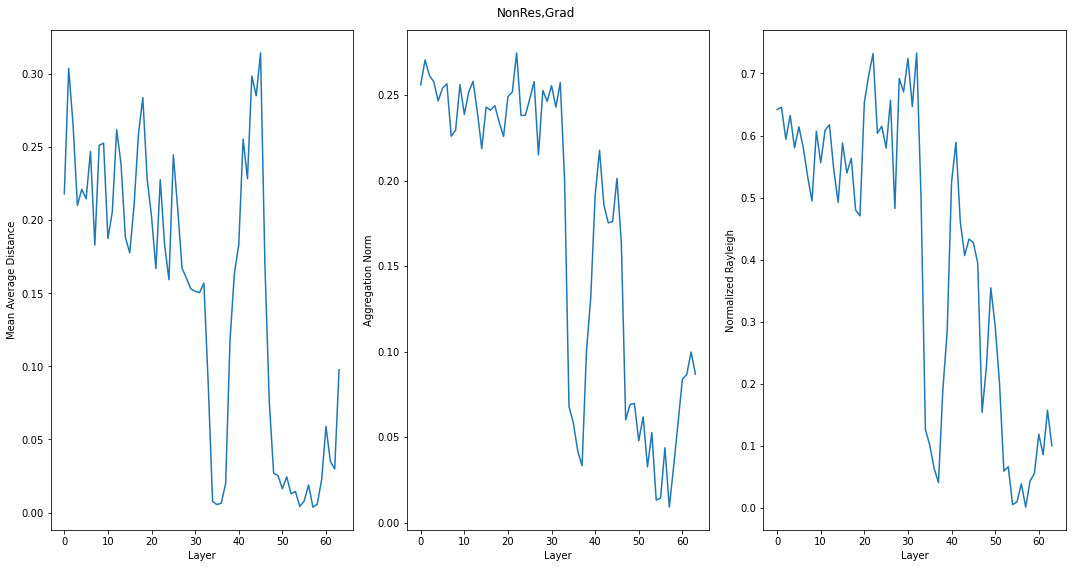 NonRes,Grad
Mean Average Distance
0.30
0.25
0.20
0.15
0.10
0.05
0.00
0 10 20 30 40 50 60
Layer
Aggregation Norm
0.25
0.20
0.15
0.10
0.05
0.00
0 10 20 30 40 50 60
Layer
Normalized Rayleigh
0.7
0.6
0.5
0.4
0.3
0.2
0.1
0.0
0 10 20 30 40 50 60
Layer